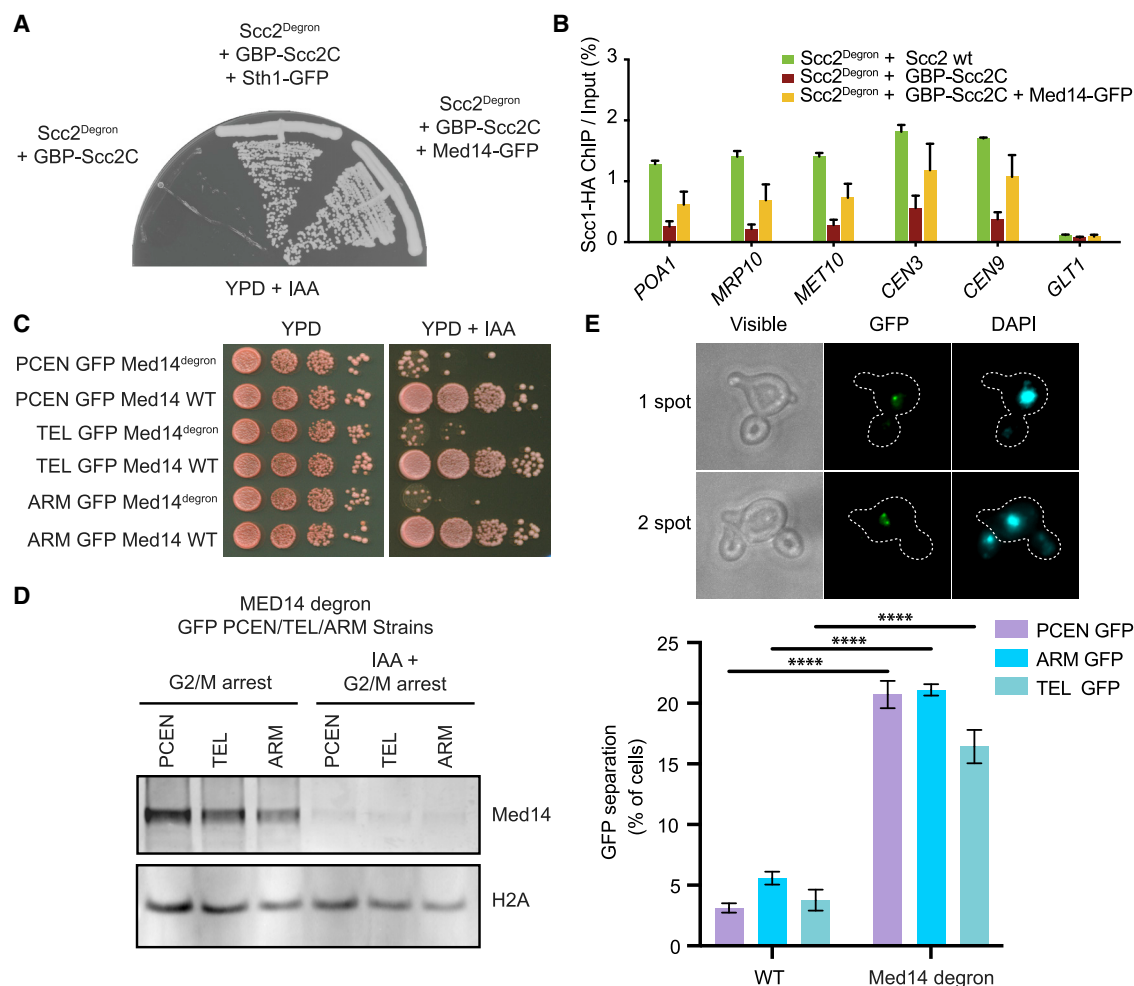 A
Scc2Degron
+ GBP-Scc2C
+ Sth1-GFP
Scc2Degron
+ GBP-Scc2C
Scc2Degron
+ GBP-Scc2C
+ Med14-GFP
YPD + IAA
B
Scc1-HA ChIP / Input (%)
3
2
1
0
Scc2Degron + Scc2 wt
Scc2Degron + GBP-Scc2C
Scc2Degron + GBP-Scc2C + Med14-GFP
POA1
MRP10
MET10
CEN3
CEN9
GLT1
C
YPD
YPD + IAA
PCEN GFP Med14degron
PCEN GFP Med14 WT
TEL GFP Med14degron
TEL GFP Med14 WT
ARM GFP Med14degron
ARM GFP Med14 WT
D
MED14 degron
GFP PCEN/TEL/ARM Strains
G2/M arrest
IAA +
G2/M arrest
PCEN
TEL
ARM
PCEN
TEL
ARM
Med14
H2A
E
Visible
GFP
DAPI
1 spot
2 spot
GFP separation
(% of cells)
25
20
15
10
5
0
****
****
****
PCEN GFP
ARM GFP
TEL GFP
WT
Med14 degron